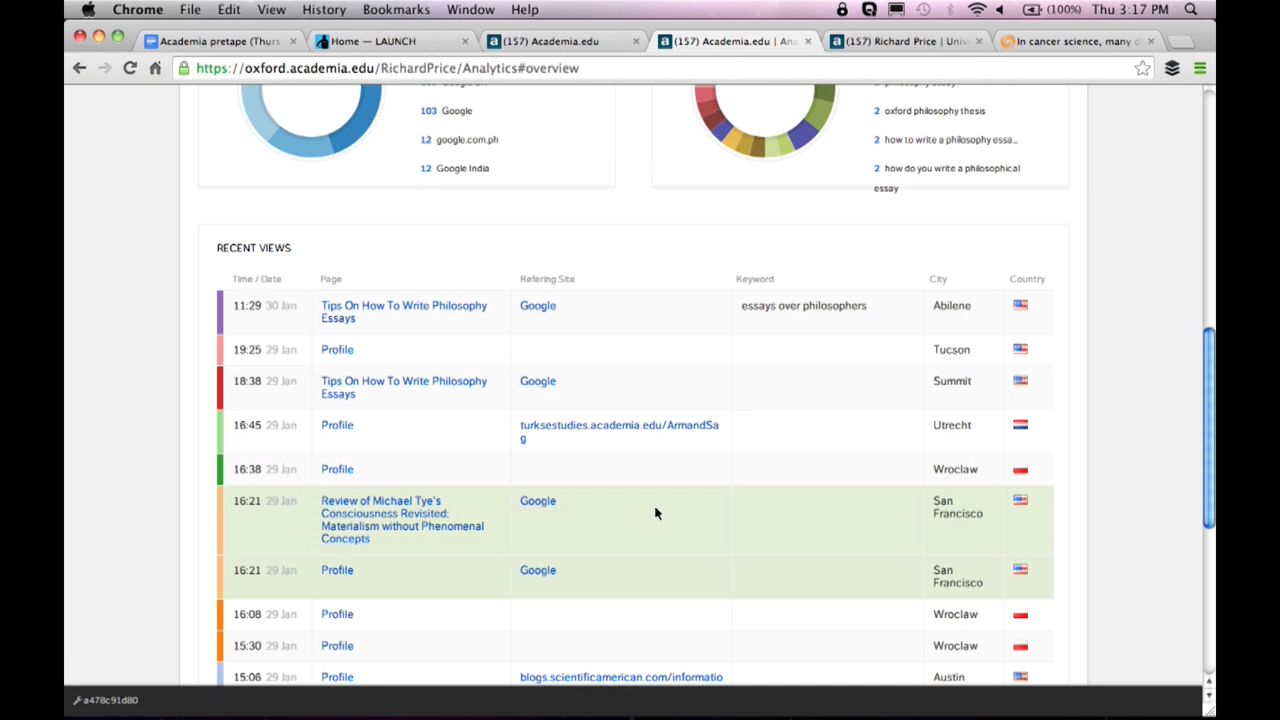 Chrome File Edit View History Bookmarks Window Help (100%) Thu 3:17 PM
Academia pretape (Thurs
Home — LAUNCH
(157) Academia.edu
(157) Academia.edu | Ana
(157) Richard Price | Univ
In cancer science, many d
https://oxford.academia.edu/RichardPrice/Analytics#overview
103 Google
12 google.com.ph
12 Google India
2 oxford philosophy thesis
2 how to write a philosophy essa...
2 how do you write a philosophical
essay
RECENT VIEWS
Time / Date Page Refering Site Keyword City Country
11:29 30 Jan Tips On How To Write Philosophy Google essays over philosophers Abilene
Essays
19:25 29 Jan Profile Tucson
18:38 29 Jan Tips On How To Write Philosophy Google Summit
Essays
16:45 29 Jan Profile turksestudies.academia.edu/ArmandSa Utrecht
g
16:38 29 Jan Profile Wroclaw
16:21 29 Jan Review of Michael Tye's Google San
Consciousness Revisited: Francisco
Materialism without Phenomenal
Concepts
16:21 29 Jan Profile Google San
Francisco
16:08 29 Jan Profile Wroclaw
15:30 29 Jan Profile Wroclaw
15:06 29 Jan Profile blogs.scientificamerican.com/informatio Austin
a478c91d80